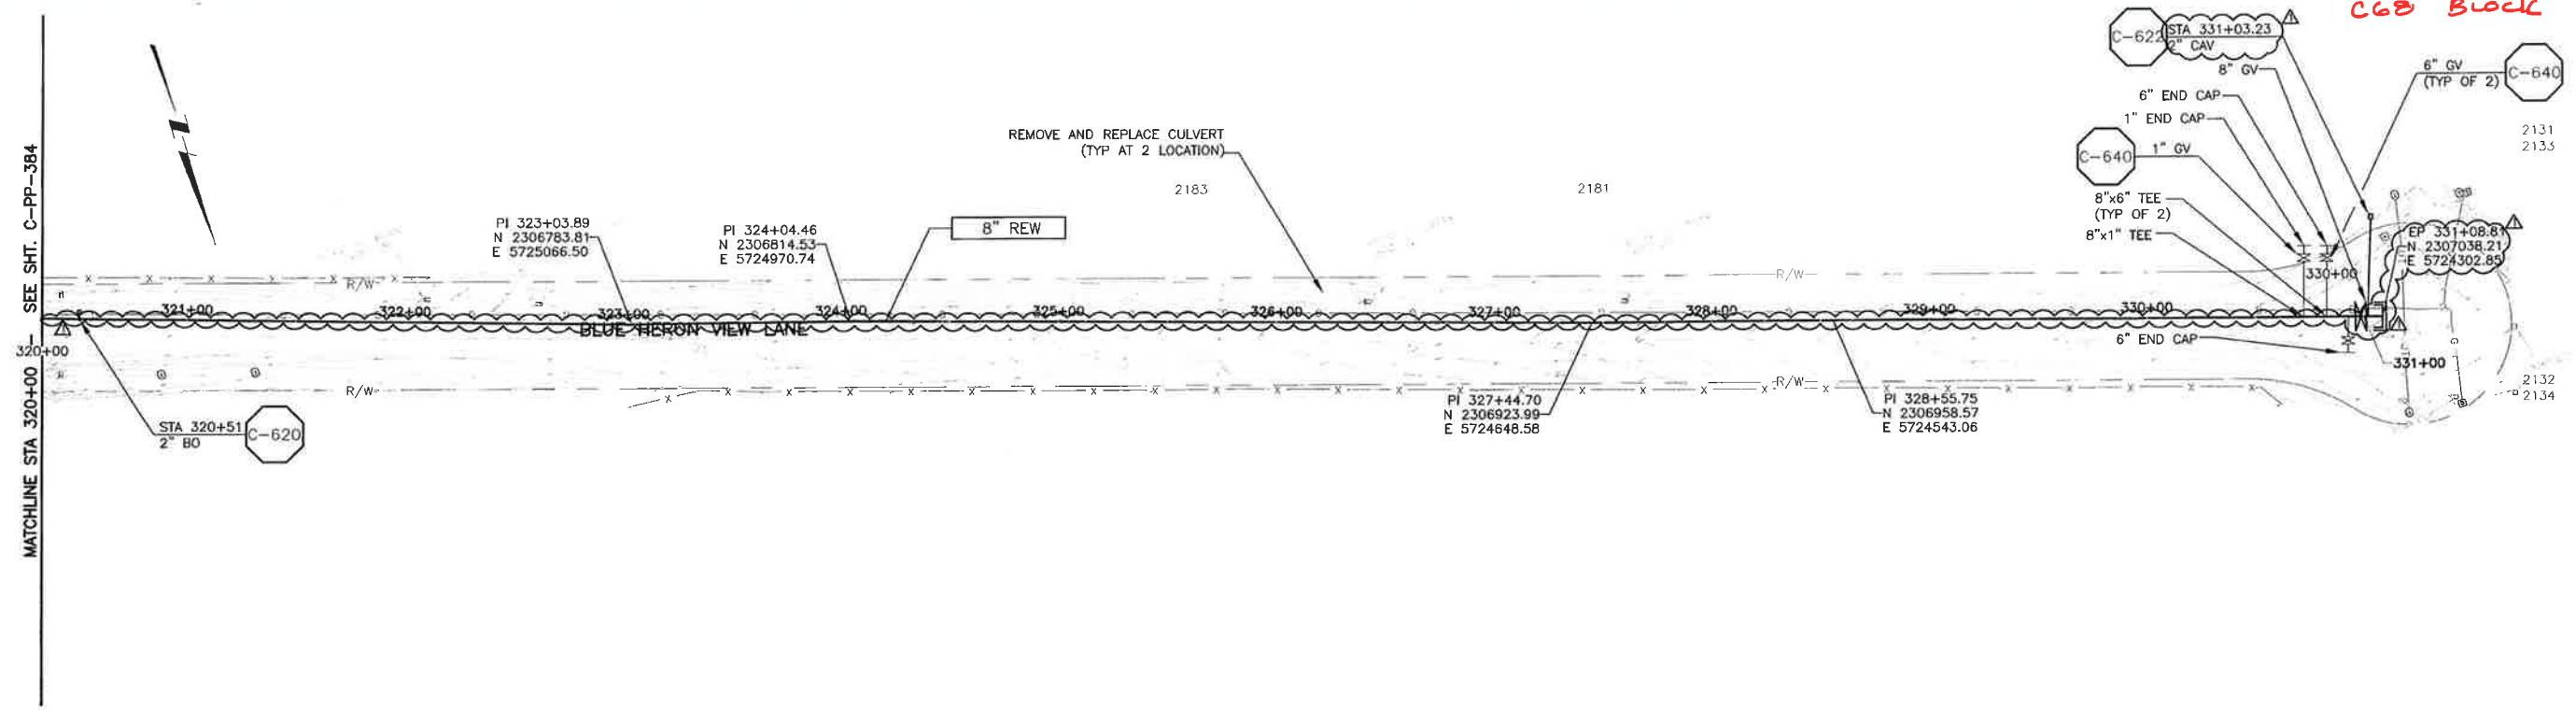 C68 BLOCK
C-622
STA 331+03.23
2" CAV
8" GV
6" GV
(TYP OF 2)
C-640
6" END CAP
1" END CAP
C-640
1" GV
2131
2133
8"x6" TEE
(TYP OF 2)
8"x1" TEE
EP 331+08.81
N 2307038.21
E 5724302.85
REMOVE AND REPLACE CULVERT
(TYP AT 2 LOCATION)
2183
2181
PI 323+03.89
N 2306783.81
E 5725066.50
PI 324+04.46
N 2306814.53
E 5724970.74
8" REW
R/W
R/W
330+00
321+00
322+00
323+00
324+00
325+00
326+00
327+00
328+00
329+00
330+00
BLUE HERON VIEW LANE
320+00
6" END CAP
331+00
R/W
R/W
2132
2134
PI 327+44.70
N 2306923.99
E 5724648.58
PI 328+55.75
N 2306958.57
E 5724543.06
STA 320+51
2" BO
C-620
MATCHLINE STA 320+00 - SEE SHT. C-PP-384